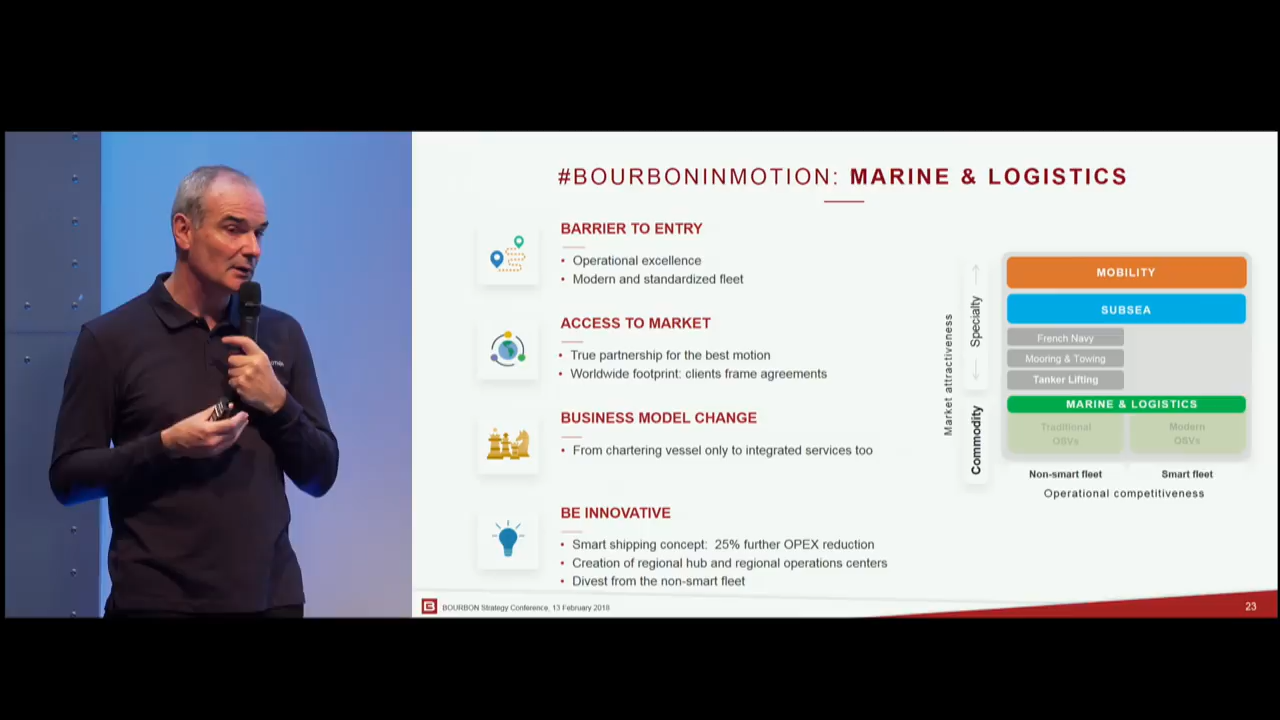 #BOURBONINMOTION: MARINE & LOGISTICS
BARRIER TO ENTRY
• Operational excellence
• Modern and standardized fleet
ACCESS TO MARKET
• True partnership for the best motion
• Worldwide footprint: clients frame agreements
BUSINESS MODEL CHANGE
• From chartering vessel only to integrated services too
BE INNOVATIVE
• Smart shipping concept: 25% further OPEX reduction
• Creation of regional hub and regional operations centers
• Divest from the non-smart fleet
Market attractiveness
Specialty
Commodity
MOBILITY
SUBSEA
French Navy
Mooring & Towing
Tanker Lifting
MARINE & LOGISTICS
Traditional
OSVs
Modern
OSVs
Non-smart fleet
Smart fleet
Operational competitiveness
B BOURBON Strategy Conference, 13 February 2018
23